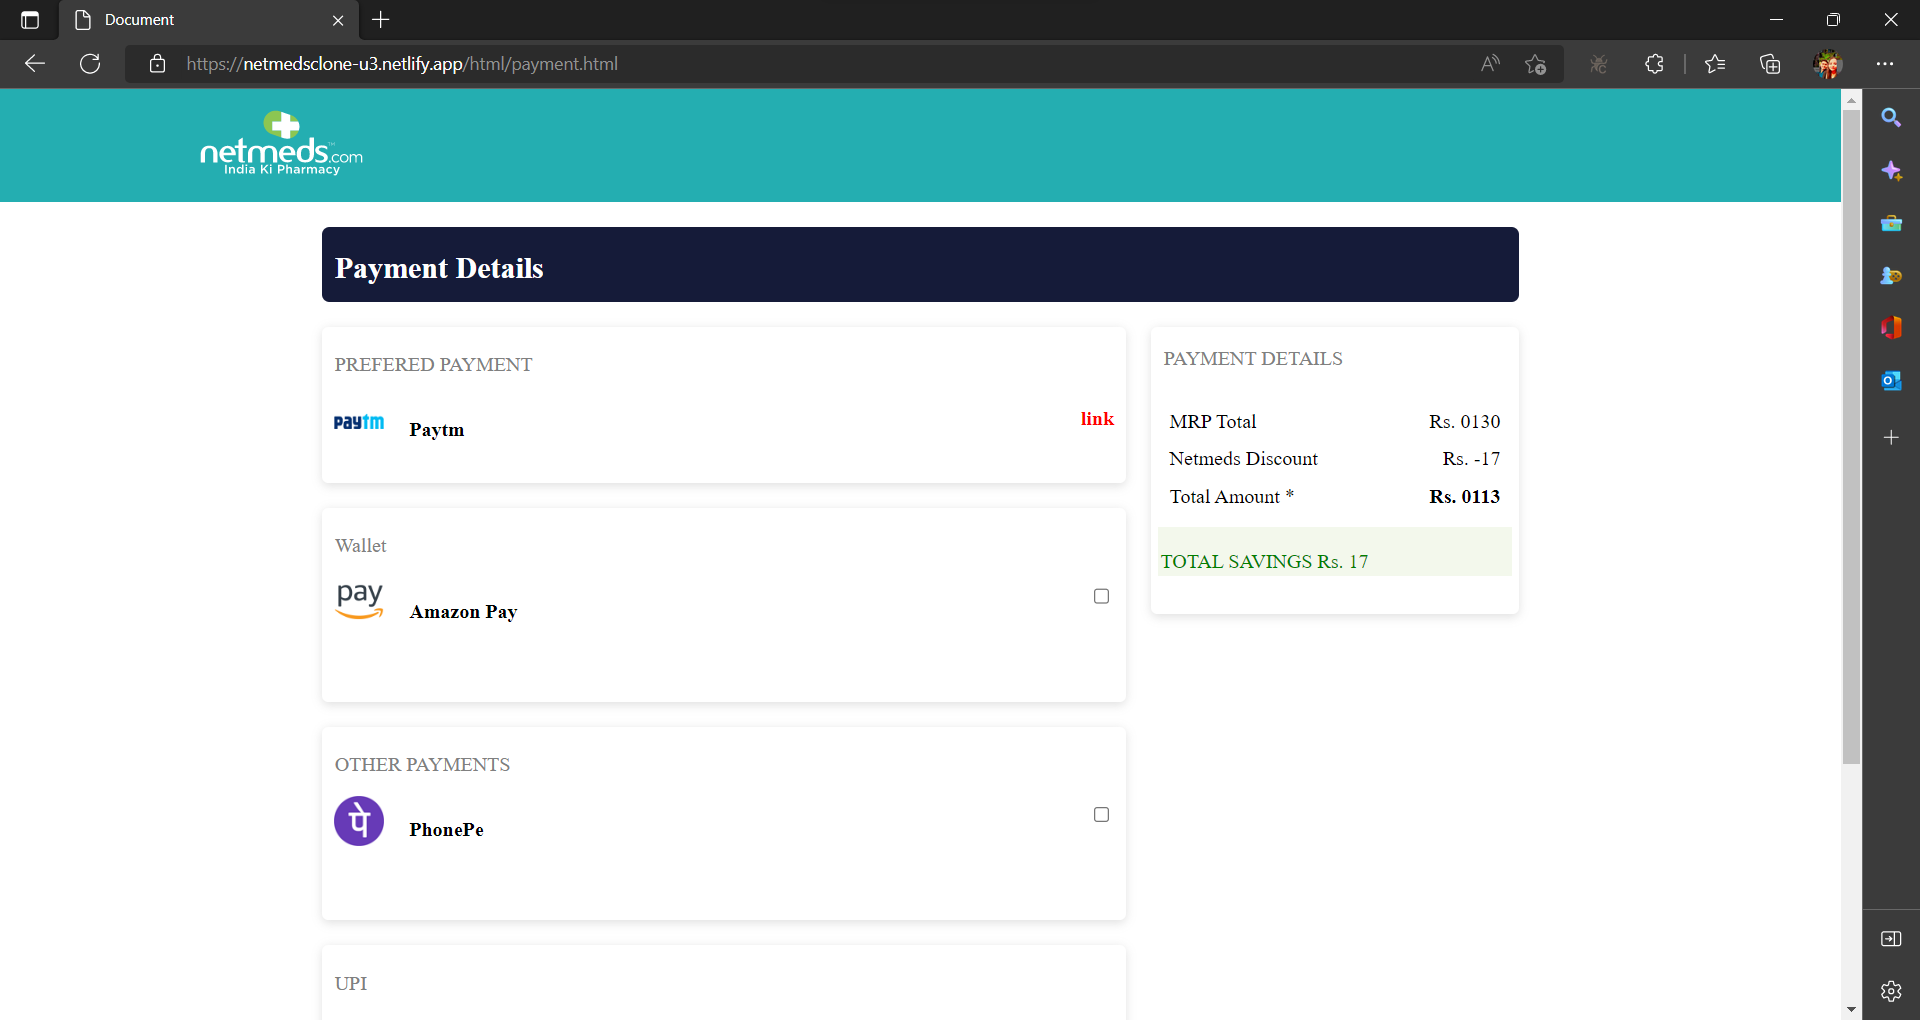 Document
https://netmedsclone-u3.netlify.app/html/payment.html
netmeds.com
India Ki Pharmacy
Payment Details
PREFERED PAYMENT
paytm Paytm link
Wallet
pay Amazon Pay
OTHER PAYMENTS
पे PhonePe
UPI
PAYMENT DETAILS
MRP Total Rs. 0130
Netmeds Discount Rs. -17
Total Amount * Rs. 0113
TOTAL SAVINGS Rs. 17